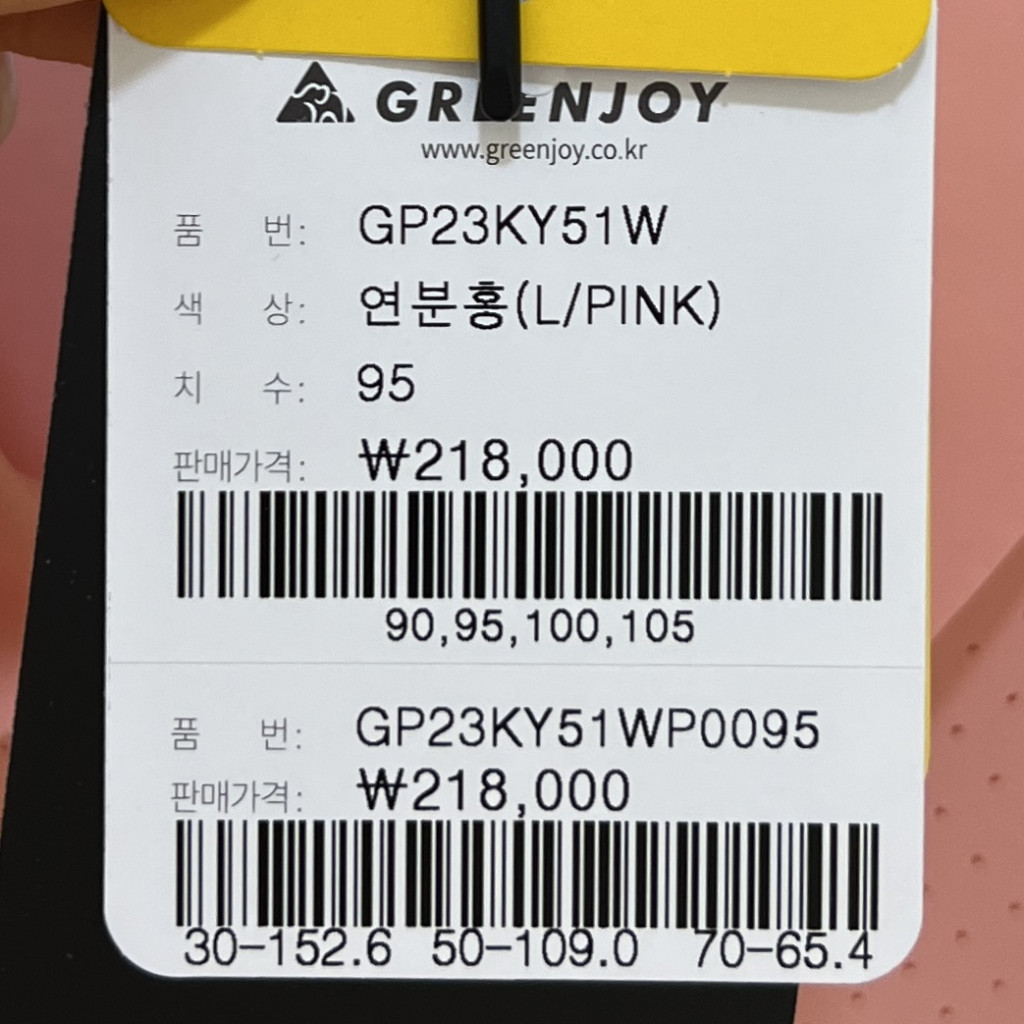 GREENJOY
www.greenjoy.co.kr
품 번: GP23KY51W
색 상: 연분홍(L/PINK)
치 수: 95
판매가격: ₩218,000
90,95,100,105
품 번: GP23KY51WP0095
판매가격: ₩218,000
30-152.6 50-109.0 70-65.4